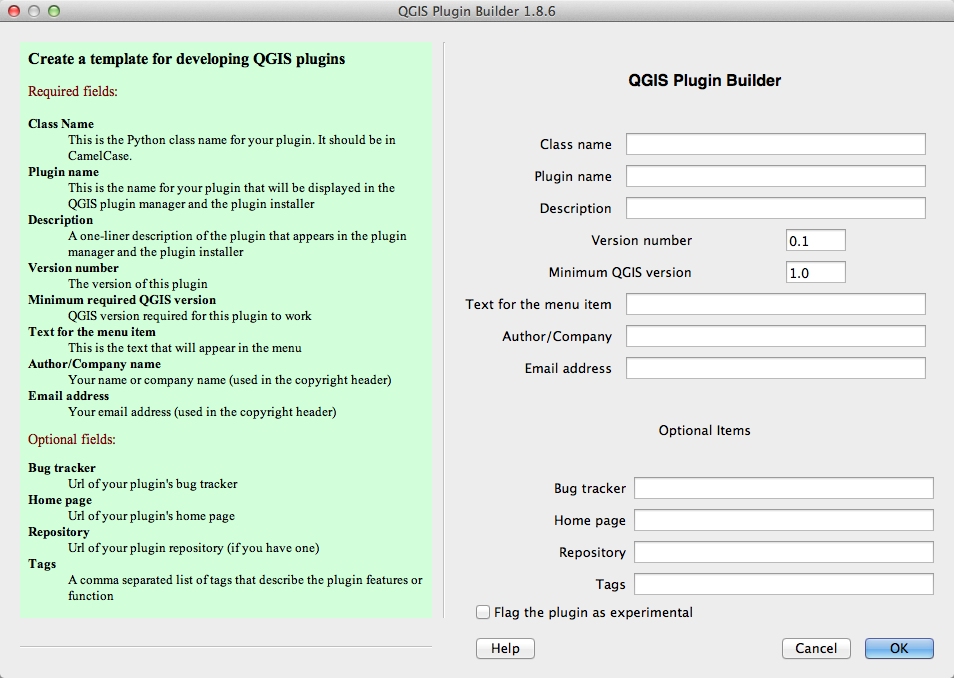 QGIS Plugin Builder 1.8.6
Create a template for developing QGIS plugins
Required fields:
Class Name
This is the Python class name for your plugin. It should be in
CamelCase.
Plugin name
This is the name for your plugin that will be displayed in the
QGIS plugin manager and the plugin installer
Description
A one-liner description of the plugin that appears in the plugin
manager and the plugin installer
Version number
The version of this plugin
Minimum required QGIS version
QGIS version required for this plugin to work
Text for the menu item
This is the text that will appear in the menu
Author/Company name
Your name or company name (used in the copyright header)
Email address
Your email address (used in the copyright header)
Optional fields:
Bug tracker
Url of your plugin's bug tracker
Home page
Url of your plugin's home page
Repository
Url of your plugin repository (if you have one)
Tags
A comma separated list of tags that describe the plugin features or
function
QGIS Plugin Builder
Class name
Plugin name
Description
Version number 0.1
Minimum QGIS version 1.0
Text for the menu item
Author/Company
Email address
Optional Items
Bug tracker
Home page
Repository
Tags
Flag the plugin as experimental
Help Cancel OK